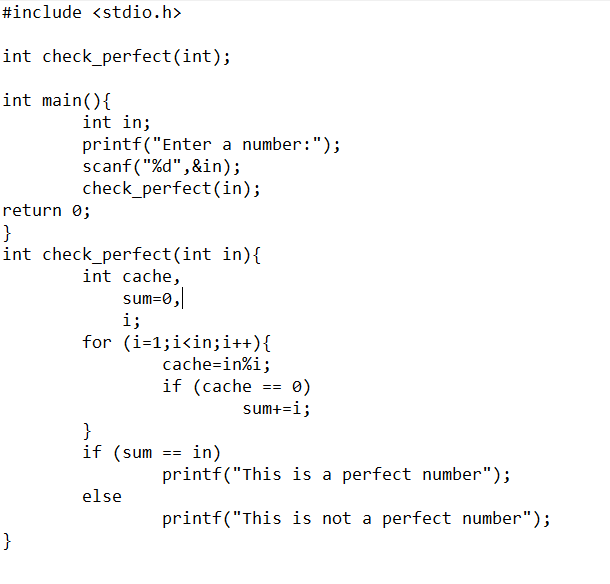 #include <stdio.h>

int check_perfect(int);

int main(){
        int in;
        printf("Enter a number:");
        scanf("%d",&in);
        check_perfect(in);
return 0;
}
int check_perfect(int in){
        int cache,
            sum=0,
            i;
        for (i=1;i<in;i++){
                cache=in%i;
                if (cache == 0)
                        sum+=i;
        }
        if (sum == in)
                printf("This is a perfect number");
        else
                printf("This is not a perfect number");
}